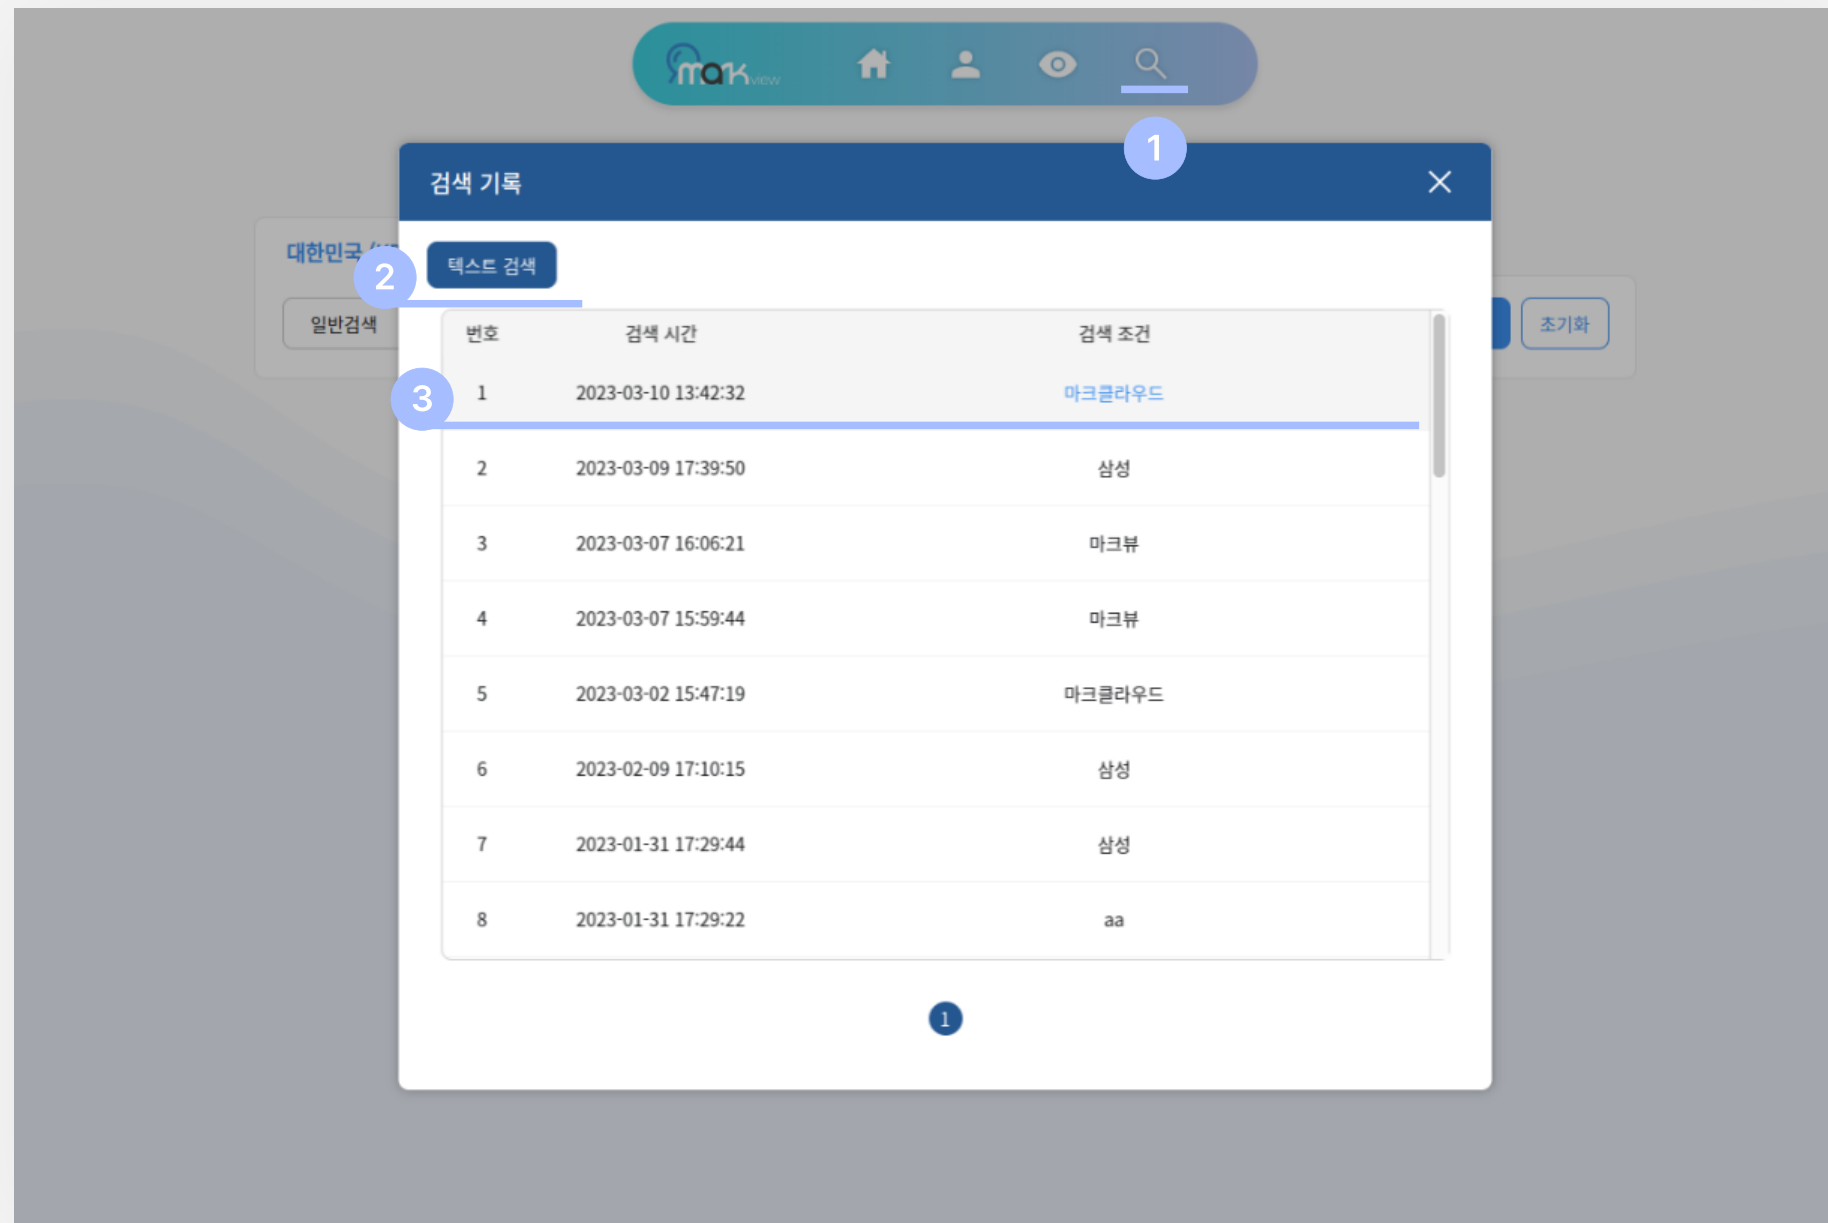 mark VIEW
1
검색 기록
대한민국
2
텍스트 검색
일반검색
초기화
번호 검색 시간 검색 조건
3
1 2023-03-10 13:42:32 마크클라우드
2 2023-03-09 17:39:50 삼성
3 2023-03-07 16:06:21 마크뷰
4 2023-03-07 15:59:44 마크뷰
5 2023-03-02 15:47:19 마크클라우드
6 2023-02-09 17:10:15 삼성
7 2023-01-31 17:29:44 삼성
8 2023-01-31 17:29:22 aa
1